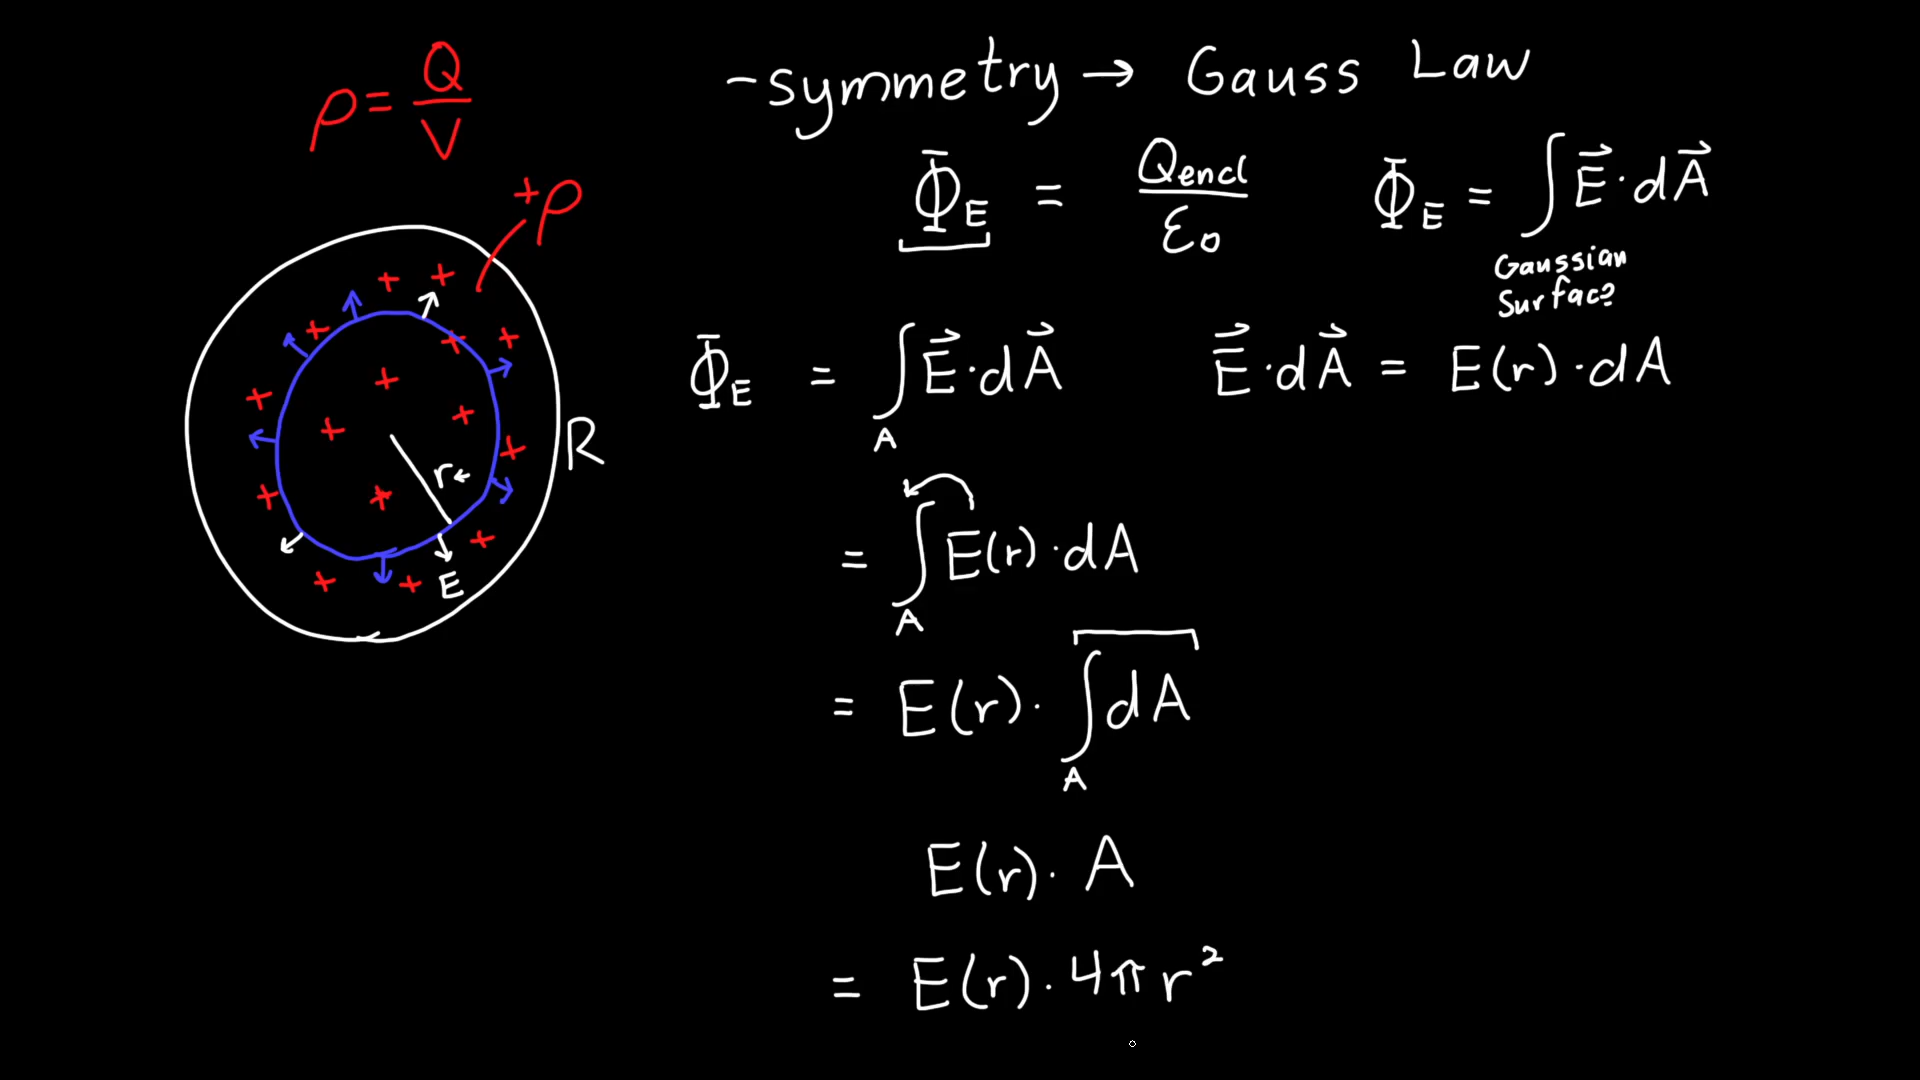 ρ = Q/V
+ρ
R
r
E
-symmetry → Gauss Law
Φ_E = Qencl/ε₀
Φ_E = ∫ E⃗·dA⃗
Gaussian
Surface
Φ_E = ∫_A E⃗·dA⃗
E⃗·dA⃗ = E(r)·dA
= ∫_A E(r)·dA
= E(r)·∫_A dA
E(r)·A
= E(r)·4πr²